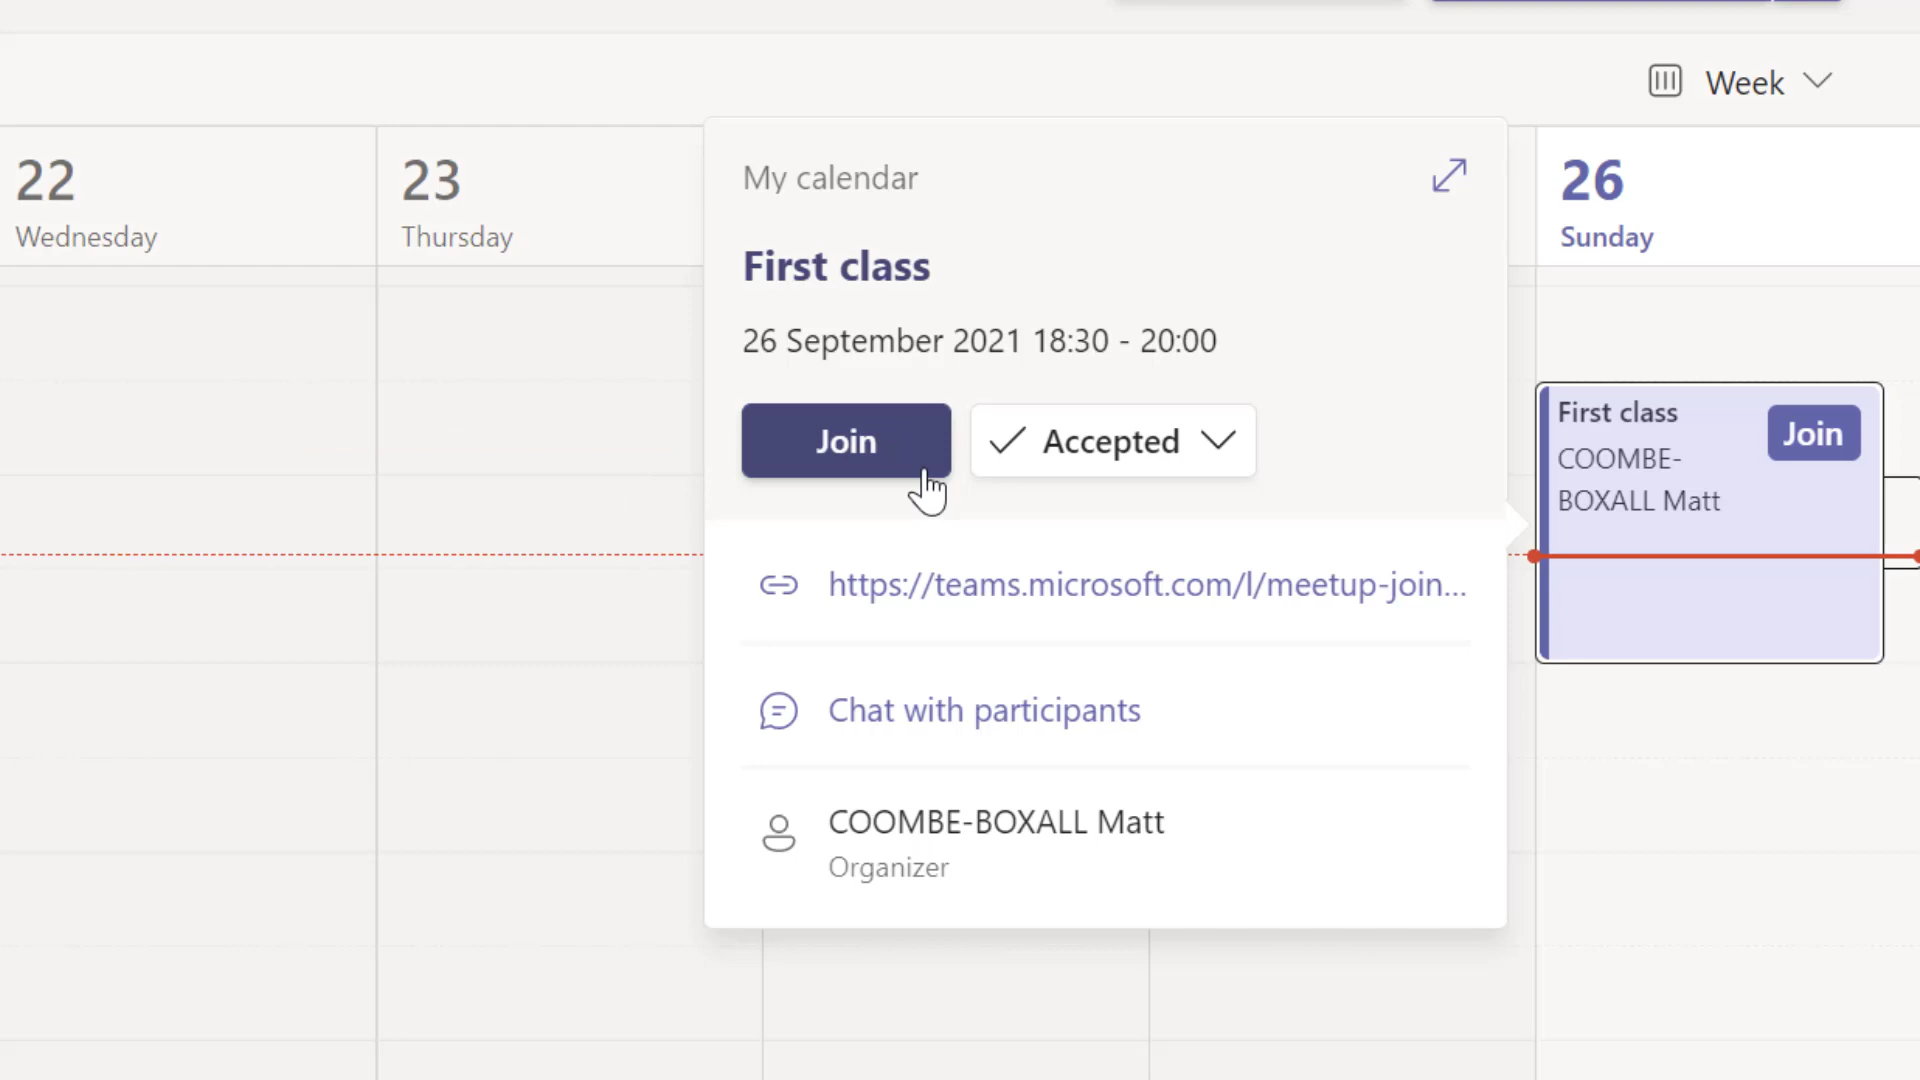 Week
22
Wednesday
23
Thursday
My calendar
First class
26 September 2021 18:30 - 20:00
Join
Accepted
https://teams.microsoft.com/l/meetup-join...
Chat with participants
COOMBE-BOXALL Matt
Organizer
26
Sunday
First class
Join
COOMBE-
BOXALL Matt